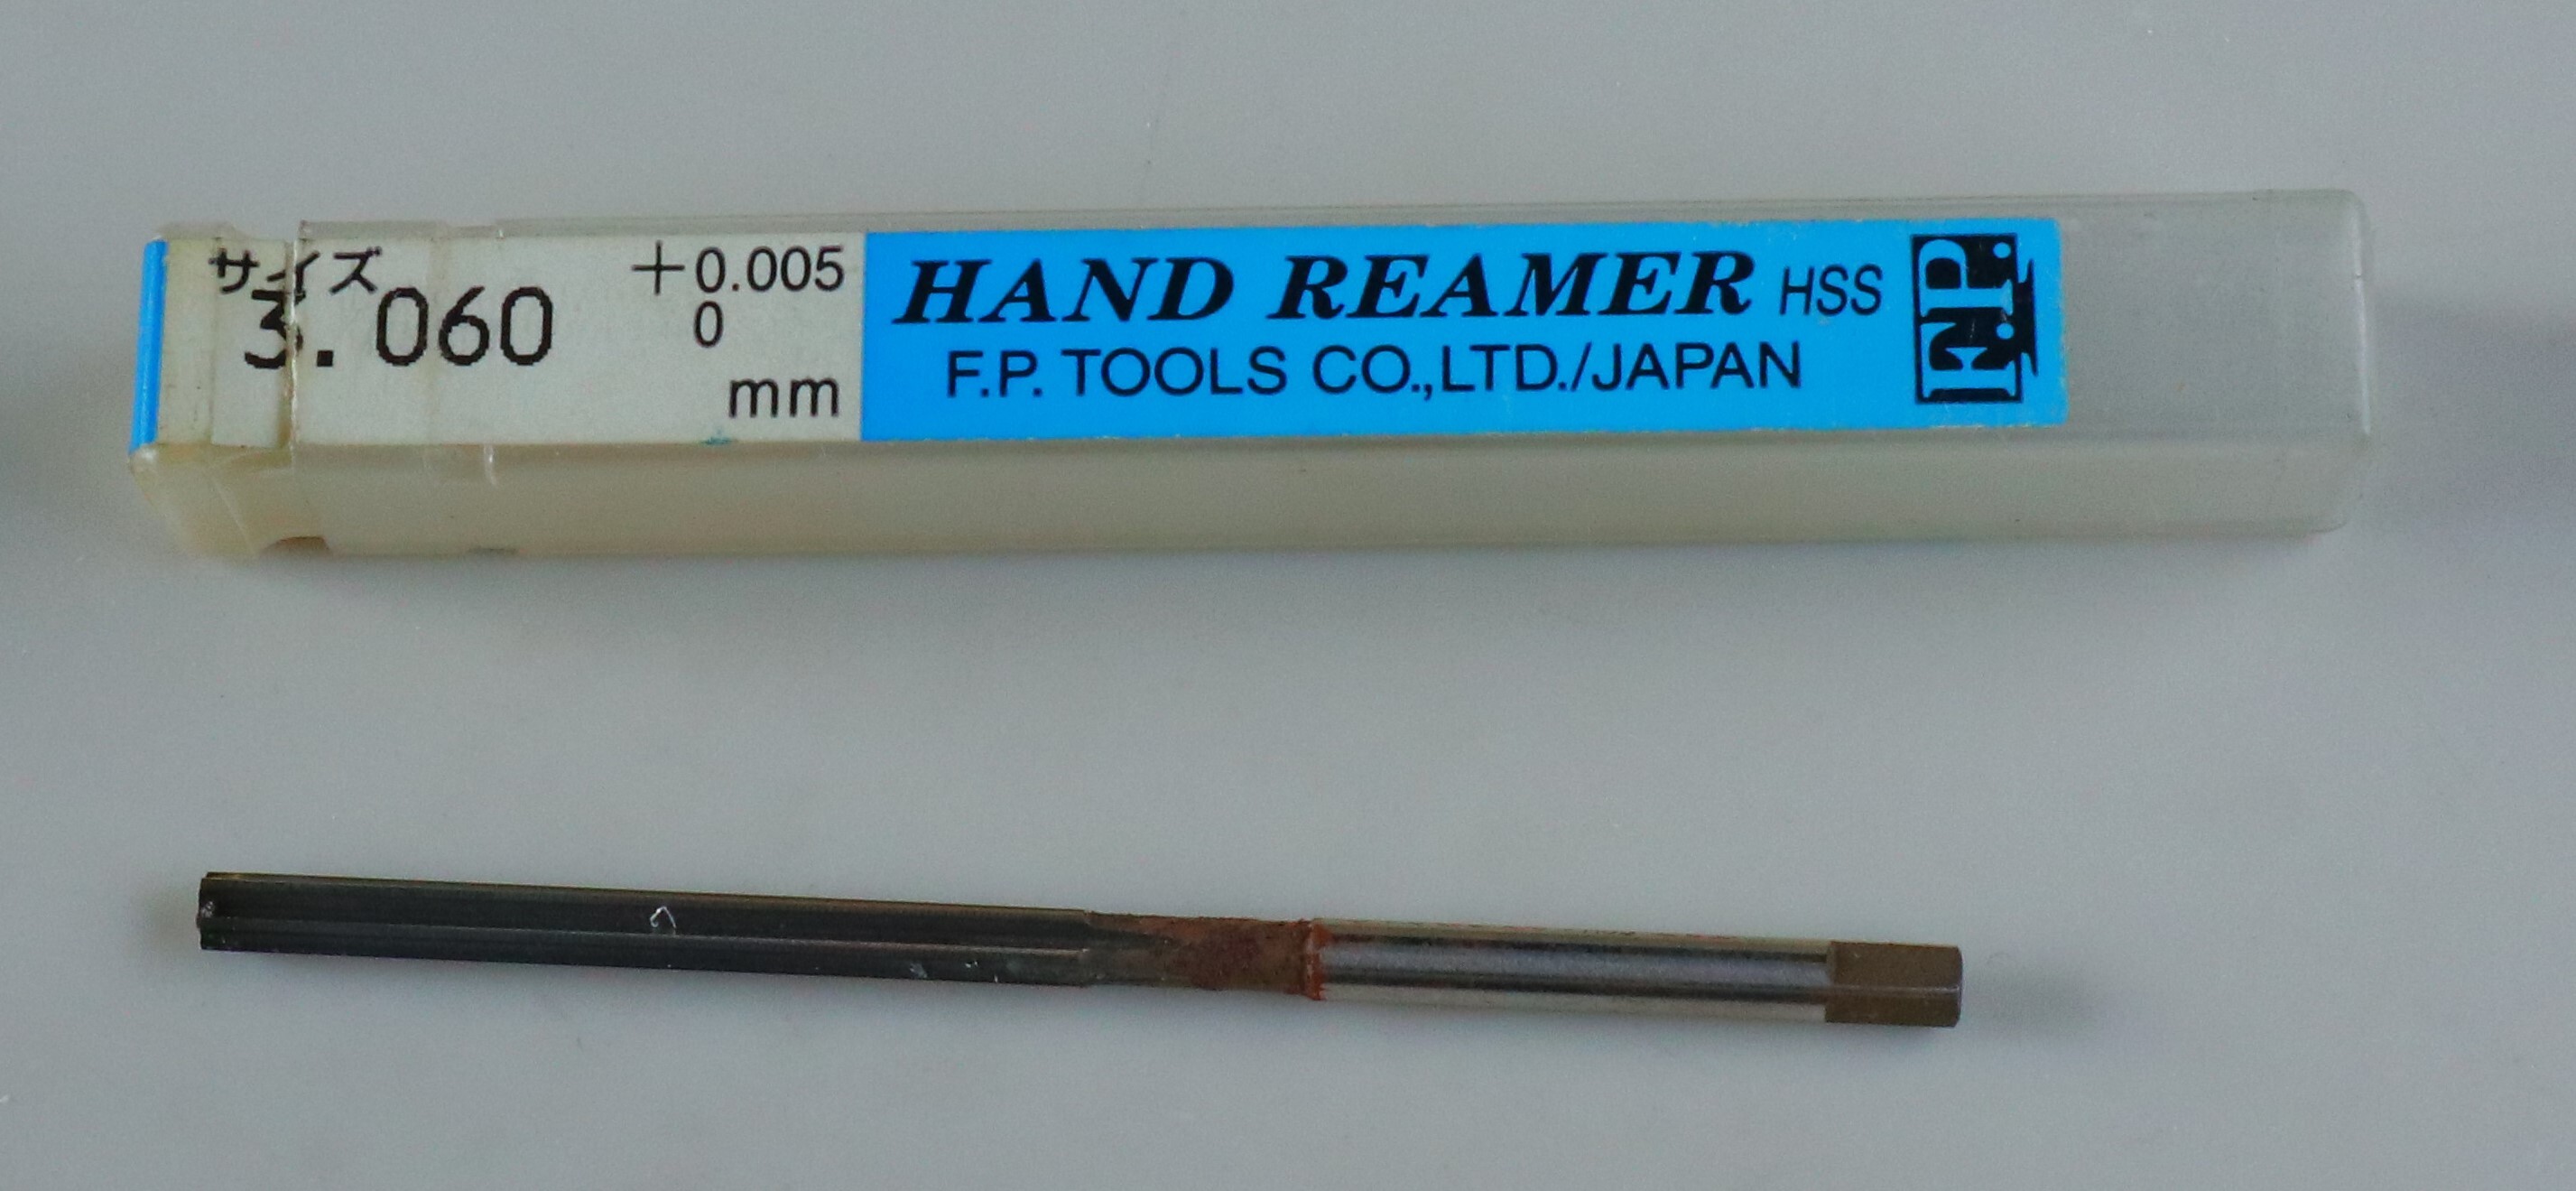 サイズ
3.060
+0.005
0
mm
HAND REAMER HSS
F.P. TOOLS CO.,LTD./JAPAN
F.P.